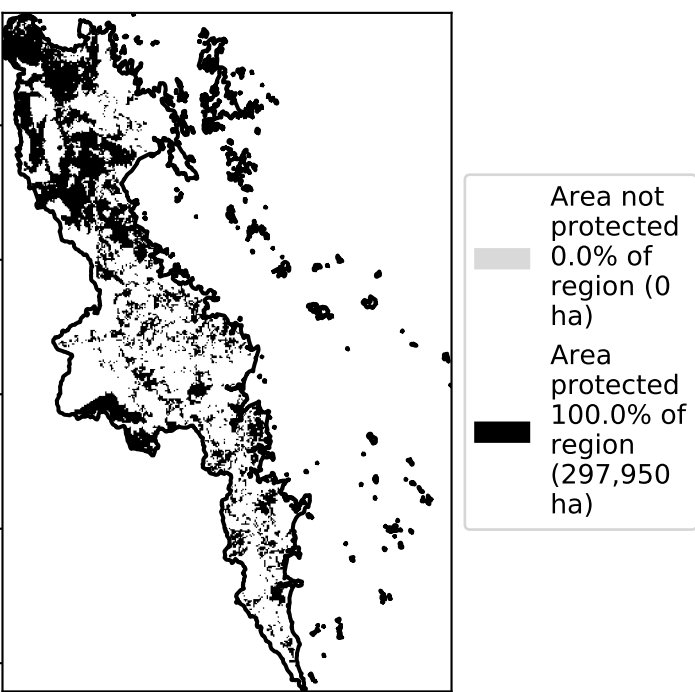 Area not
protected
0.0% of
region (0
ha)
Area
protected
100.0% of
region
(297,950
ha)